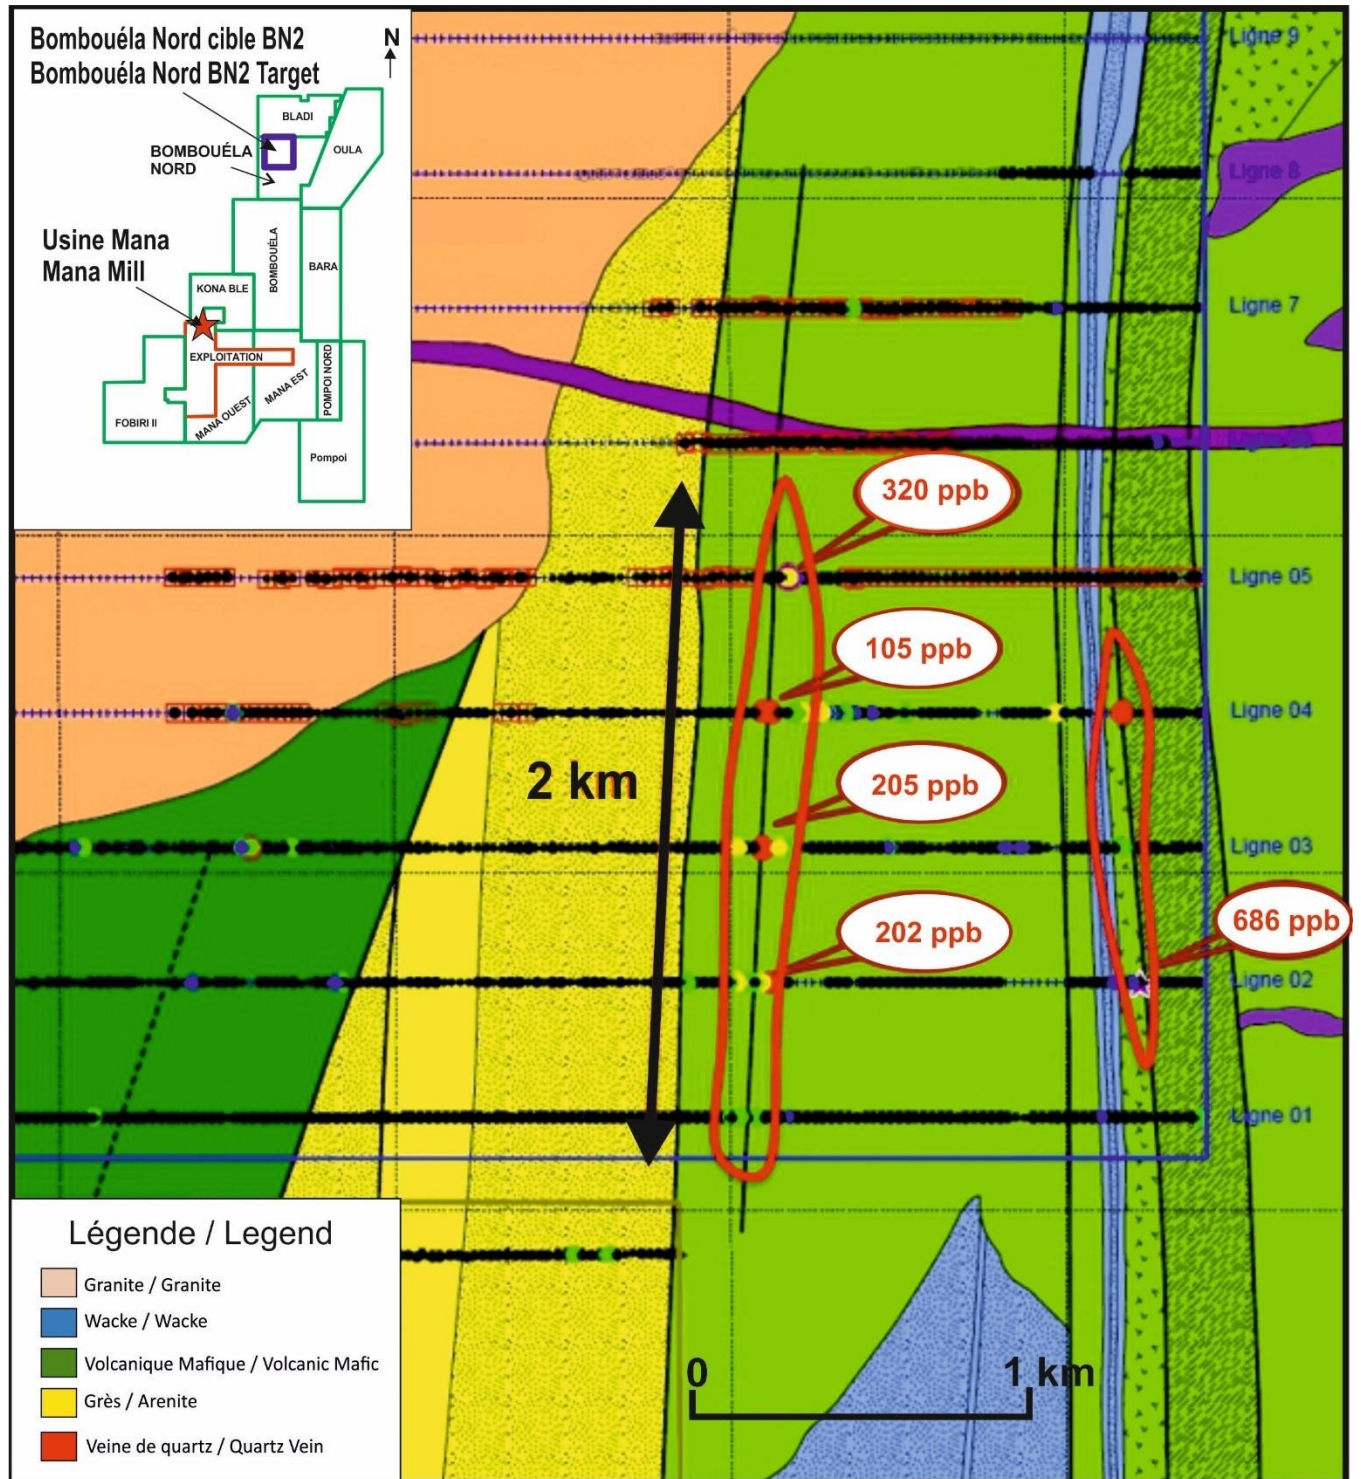 Bombouéla Nord cible BN2
Bombouéla Nord BN2 Target
N
BLADI
OULA
BOMBOUÉLA
NORD
BOMBOUÉLA
BARA
Usine Mana
Mana Mill
KONA BLE
EXPLOITATION
MANA EST
POMPOI NORD
FOBIRI II
MANA OUEST
Pompoi
Ligne 9
Ligne 8
Ligne 7
320 ppb
Ligne 05
105 ppb
Ligne 04
2 km
205 ppb
Ligne 03
202 ppb
686 ppb
Ligne 02
Ligne 01
Légende / Legend
Granite / Granite
Wacke / Wacke
Volcanique Mafique / Volcanic Mafic
Grès / Arenite
Veine de quartz / Quartz Vein
0
1 km